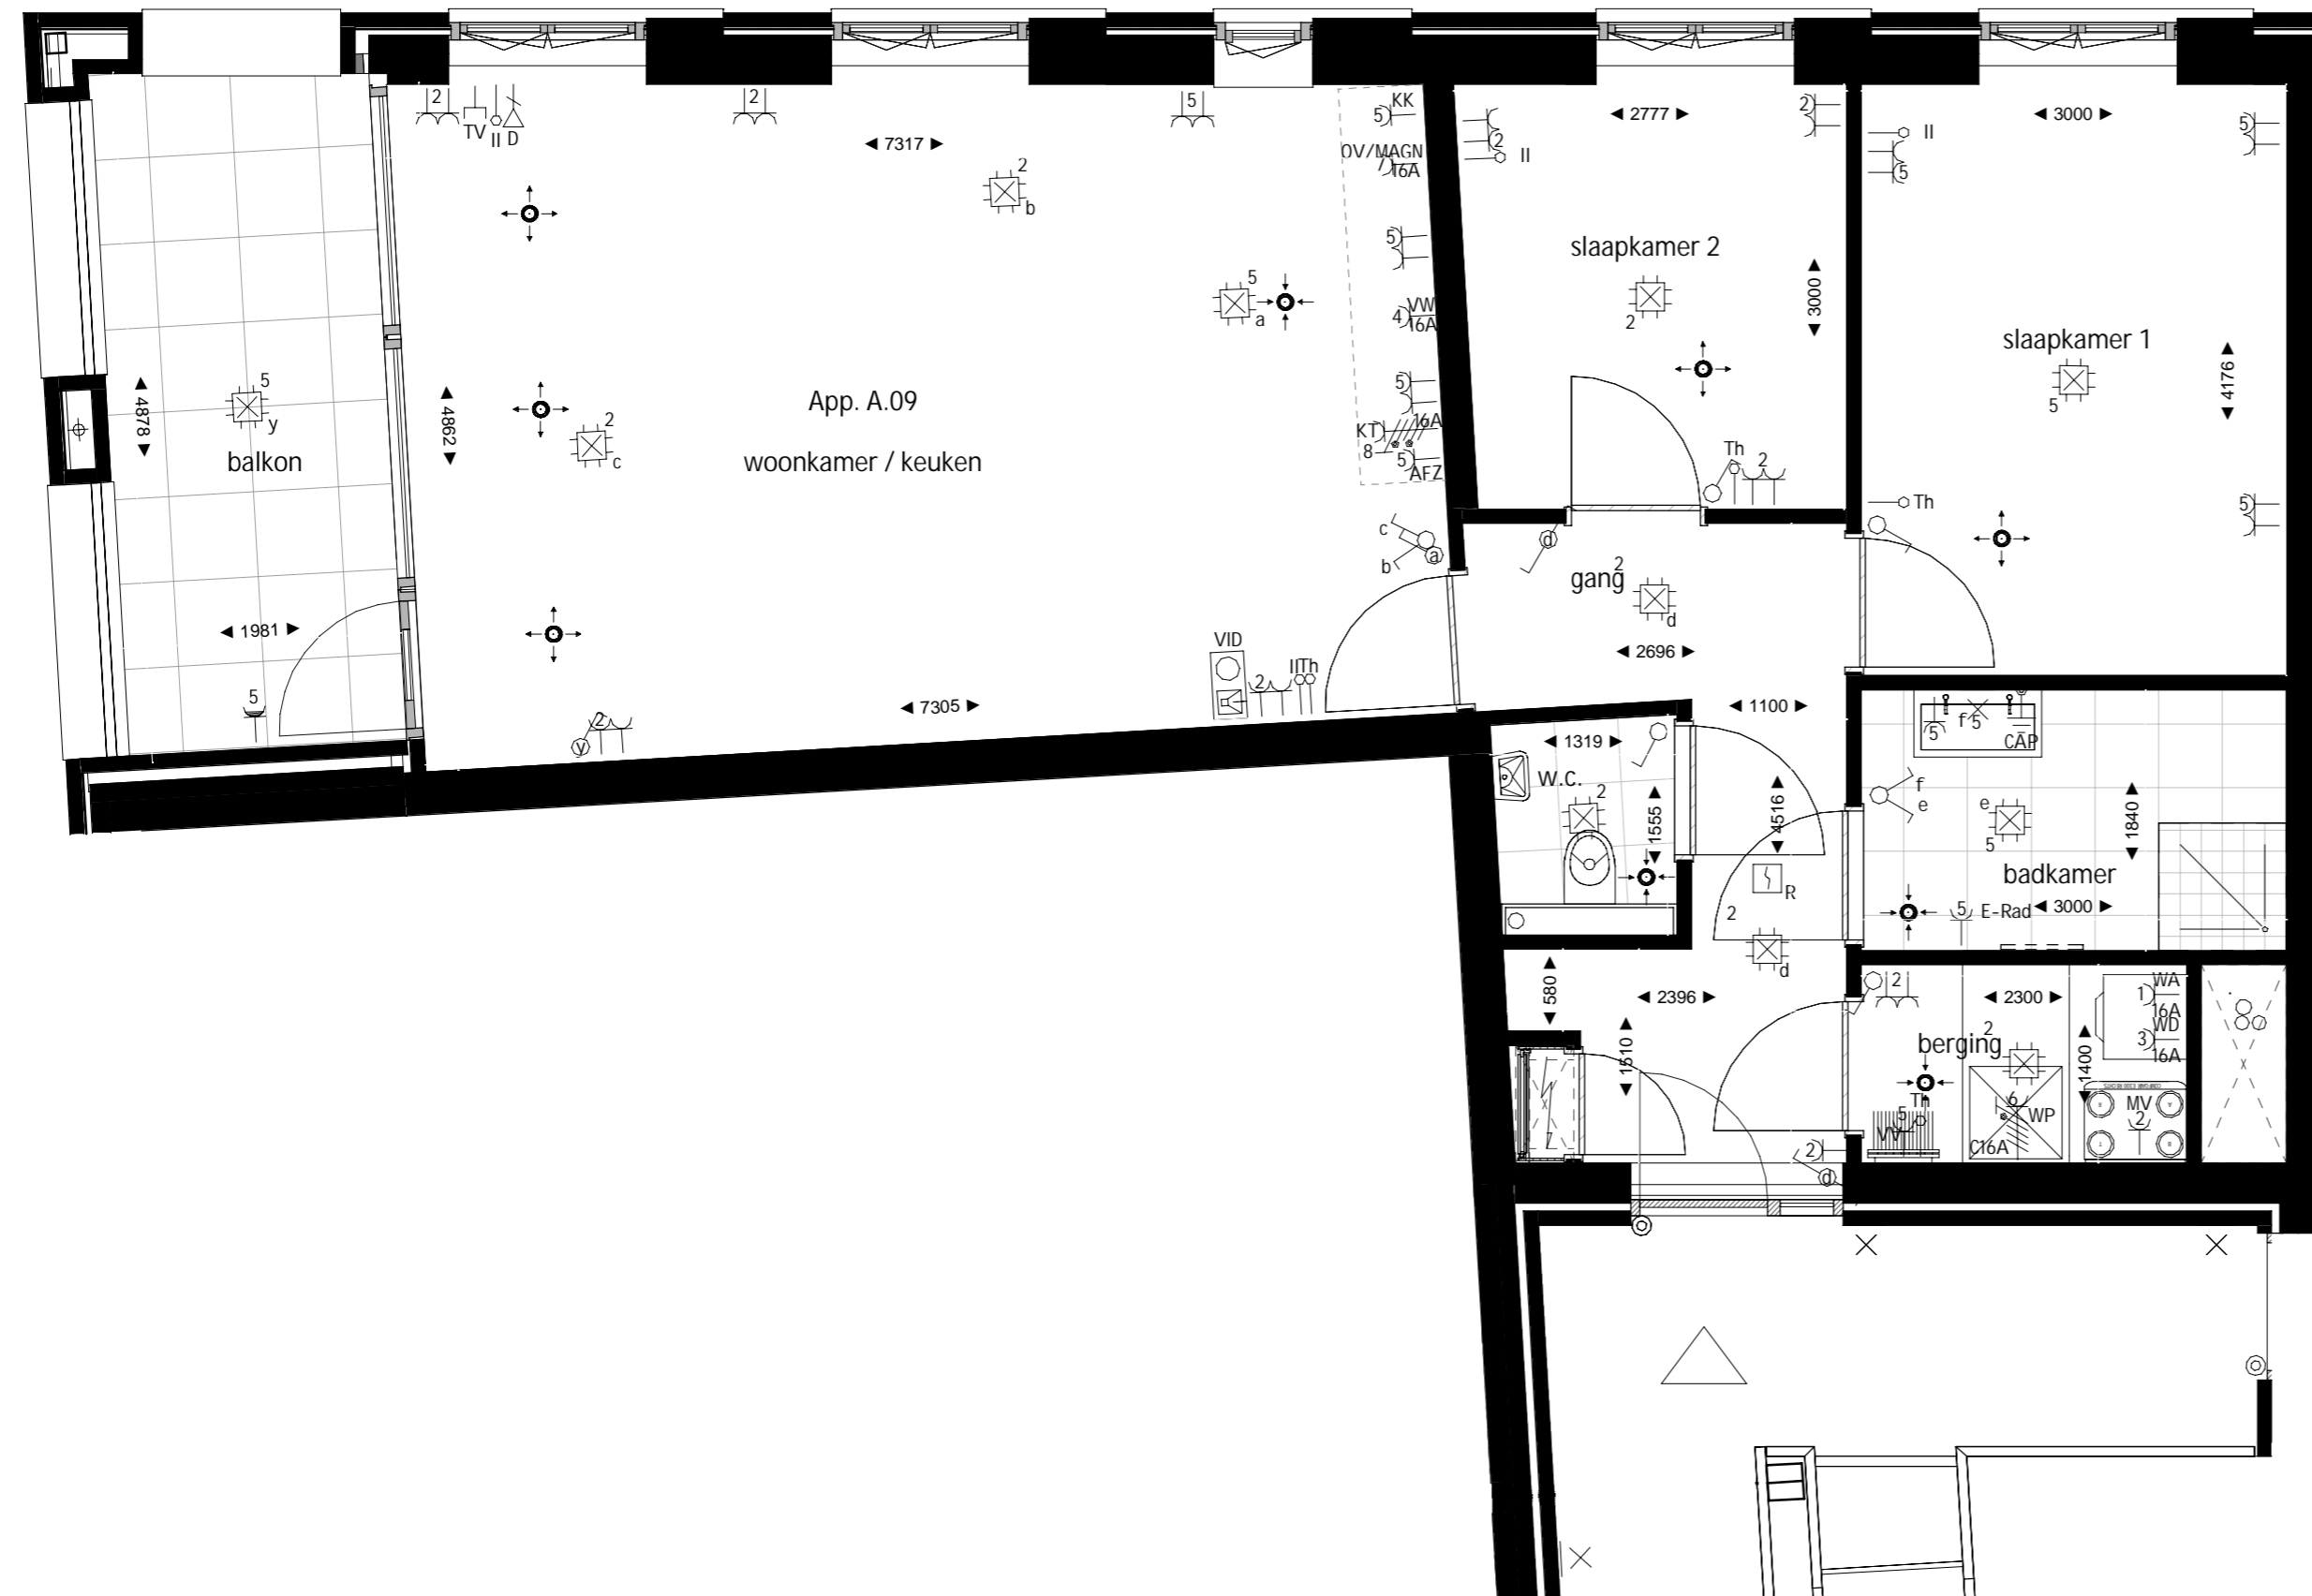 2
TV II D
2
5
◄ 7317 ►
2
b
KK
5
OV/MAGN
7
16A
5
VW
4
16A
5
16A
KT
8
5
AFZ
5
a
◄ 2777 ►
2
II
2
slaapkamer 2
2
◄ 3000 ►
Th
2
◄ 3000 ►
II
5
5
slaapkamer 1
5
◄ 4176 ►
Th
5
◄ 4878 ►
5
y
balkon
◄ 1981 ►
5
◄ 4862 ►
2
c
App. A.09
woonkamer / keuken
c
a
b
VID
2
II Th
◄ 7305 ►
2
y
d
gang
2
d
◄ 2696 ►
◄ 1100 ►
◄ 1319 ►
W.C.
2
◄ 1555 ►
◄ 4516 ►
R
2
d
5
f 5
CAP
f
e
e
5
◄ 1840 ►
badkamer
◄ 3000 ►
5
E-Rad
◄ 580 ►
◄ 2396 ►
◄ 1510 ►
2
◄ 2300 ►
WA
1
16A
WD
3
16A
berging
2
◄ 1400 ►
Th
5
VV
6
WP
C16A
MV
2
2
d